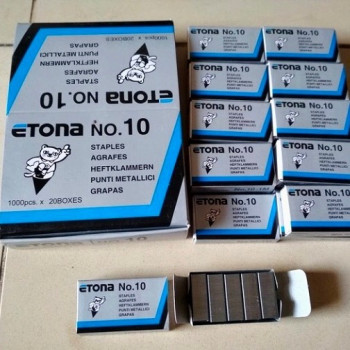 ETONA NO.10
STAPLES
AGRAFES
HEFTKLAMMERN
PUNTI METALLICI
GRAPAS
1000pcs. x 20BOXES
ETONA NO.10
STAPLES
AGRAFES
HEFTKLAMMERN
PUNTI METALLICI
GRAPAS
1000pcs. x 20BOXES
ETONA No.10
ETONA No.10
ETONA No.10
ETONA No.10
ETONA No.10
ETONA No.10
ETONA No.10
ETONA No.10
ETONA No.10
ETONA No.10
ETONA No.10
STAPLES
AGRAFES
HEFTKLAMMERN
PUNTI METALLICI
GRAPAS